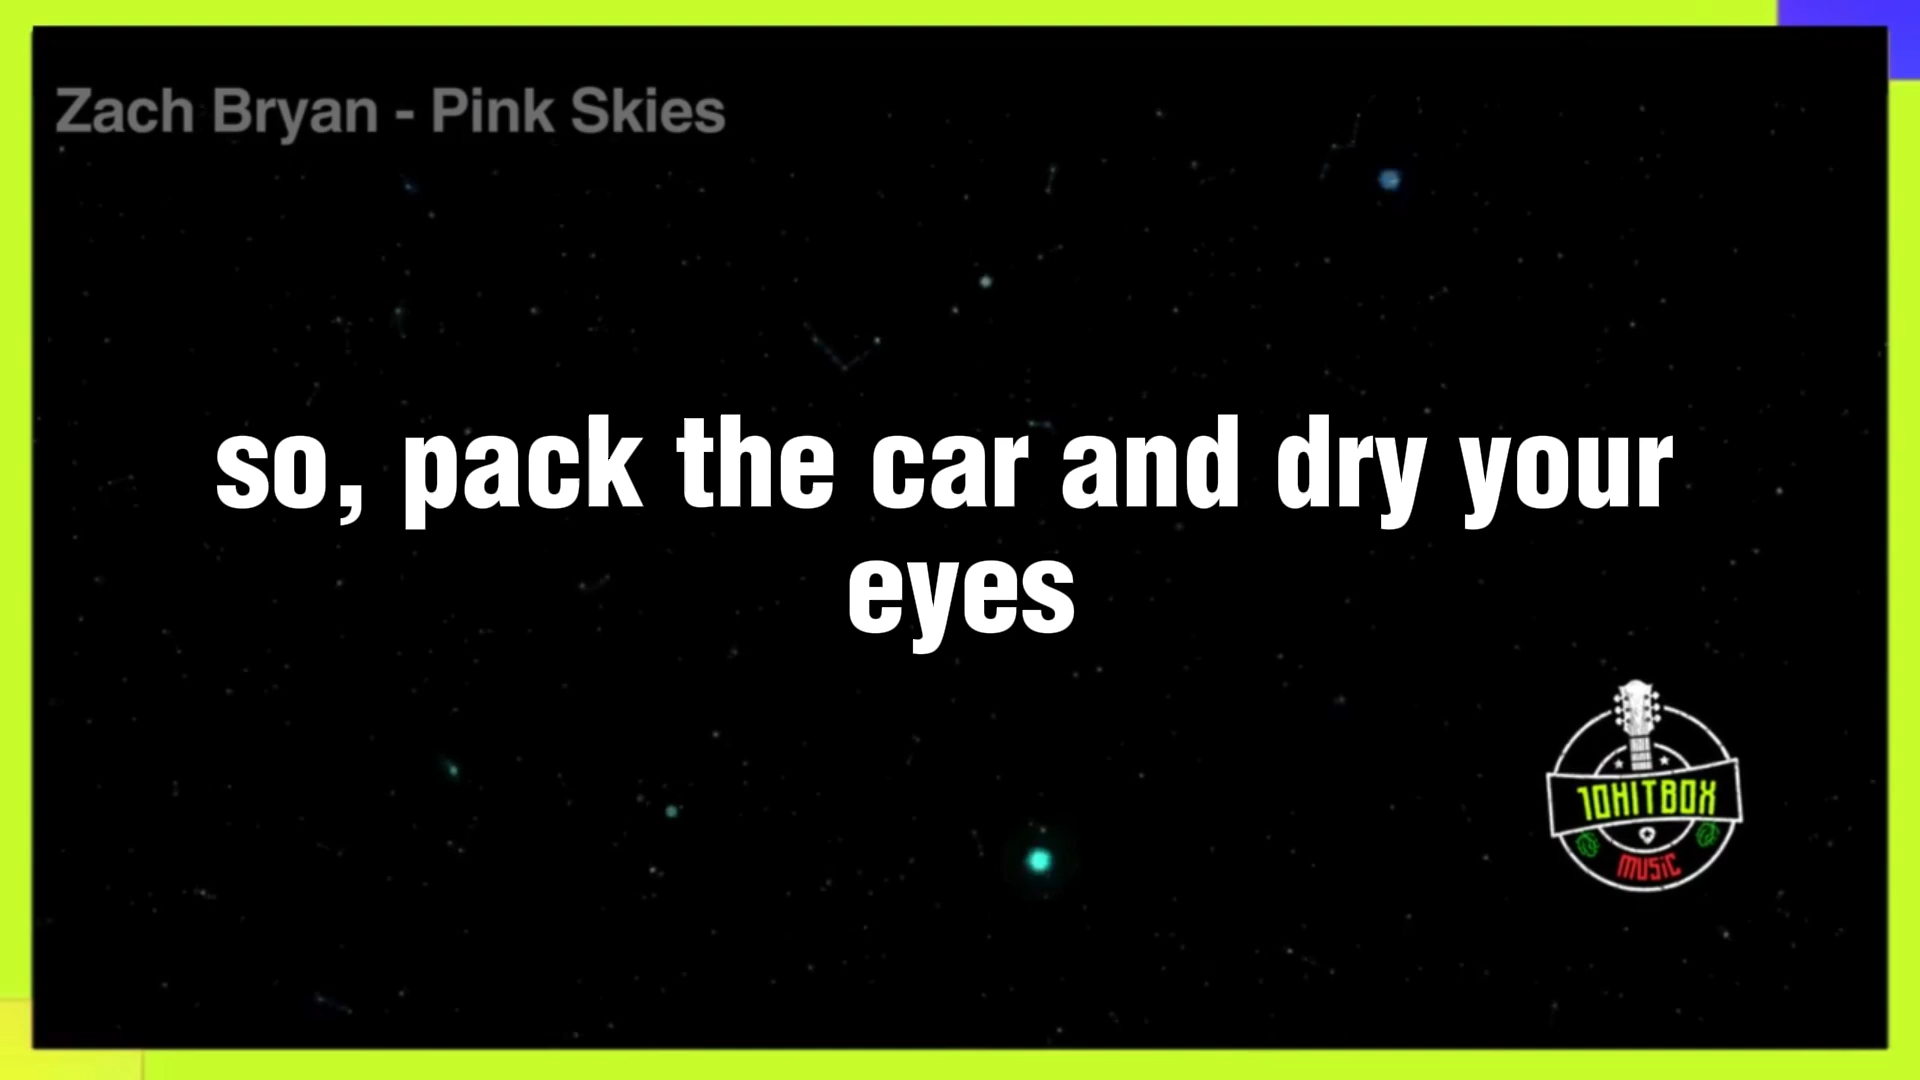 Zach Bryan - Pink Skies
so, pack the car and dry your
eyes
10HITBOX
MUSIC